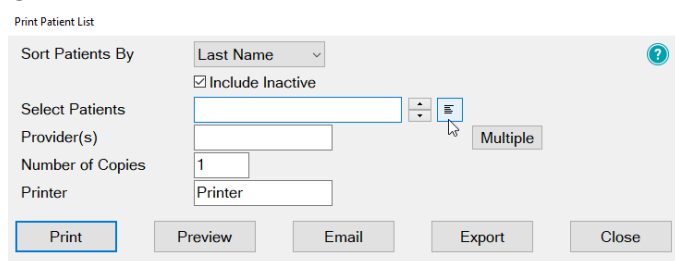 Print Patient List
Sort Patients By Last Name
Include Inactive
Select Patients
Provider(s) Multiple
Number of Copies 1
Printer Printer
Print Preview Email Export Close
?